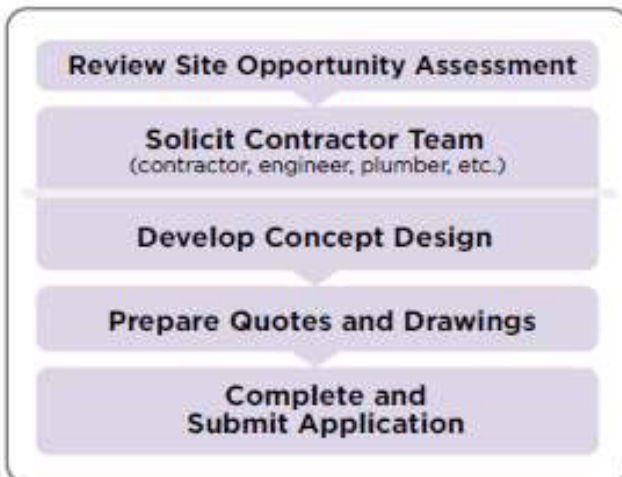 Review Site Opportunity Assessment
Solicit Contractor Team
(contractor, engineer, plumber, etc.)
Develop Concept Design
Prepare Quotes and Drawings
Complete and
Submit Application